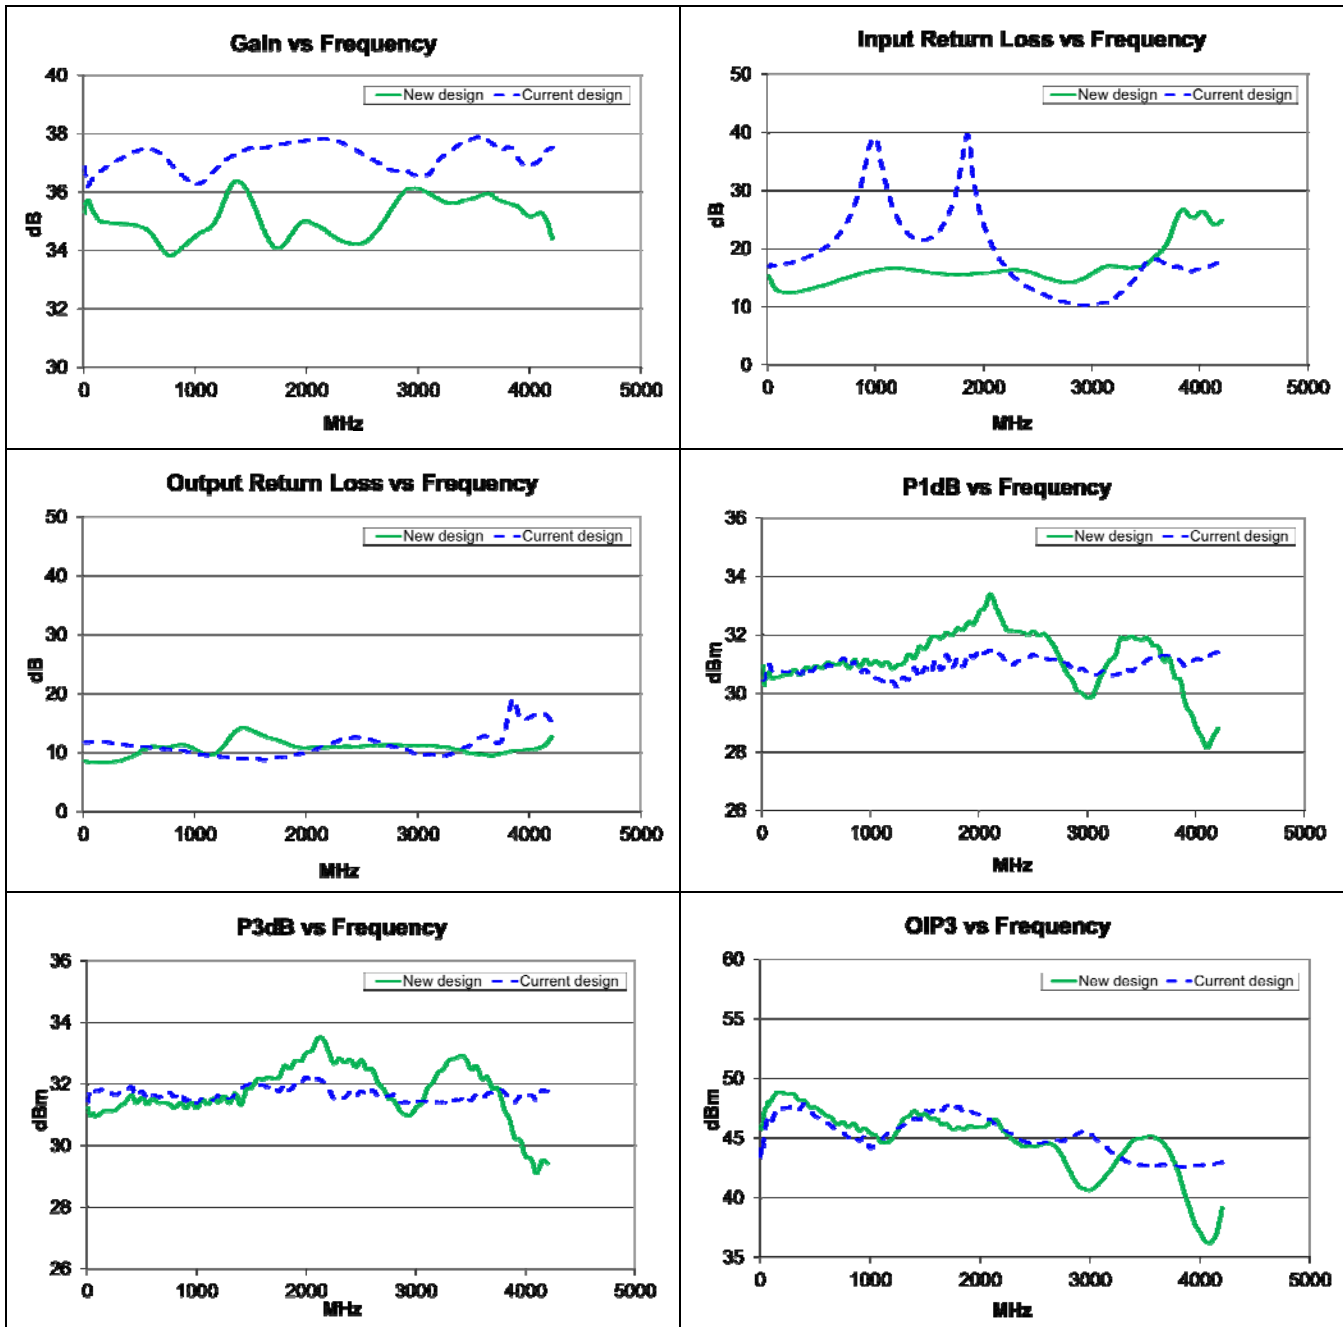 Gain vs Frequency
New design Current design
40
38
36
34
32
30
dB
0 1000 2000 3000 4000 5000
MHz
Input Return Loss vs Frequency
New design Current design
50
40
30
20
10
0
dB
0 1000 2000 3000 4000 5000
MHz
Output Return Loss vs Frequency
New design Current design
50
40
30
20
10
0
dB
0 1000 2000 3000 4000 5000
MHz
P1dB vs Frequency
New design Current design
36
34
32
30
28
26
dBm
0 1000 2000 3000 4000 5000
MHz
P3dB vs Frequency
New design Current design
36
34
32
30
28
26
dBm
0 1000 2000 3000 4000 5000
MHz
OIP3 vs Frequency
New design Current design
60
55
50
45
40
35
dBm
0 1000 2000 3000 4000 5000
MHz